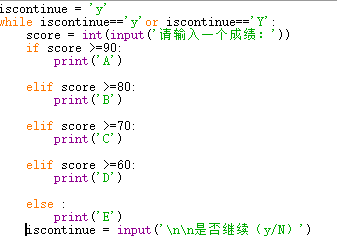 iscontinue = 'y'
while iscontinue=='y'or iscontinue=='Y':
    score = int(input('请输入一个成绩：'))
    if score >=90:
        print('A')
    elif score >=80:
        print('B')
    elif score >=70:
        print('C')
    elif score >=60:
        print('D')
    else :
        print('E')
    iscontinue = input('\n\n是否继续（y/N）')